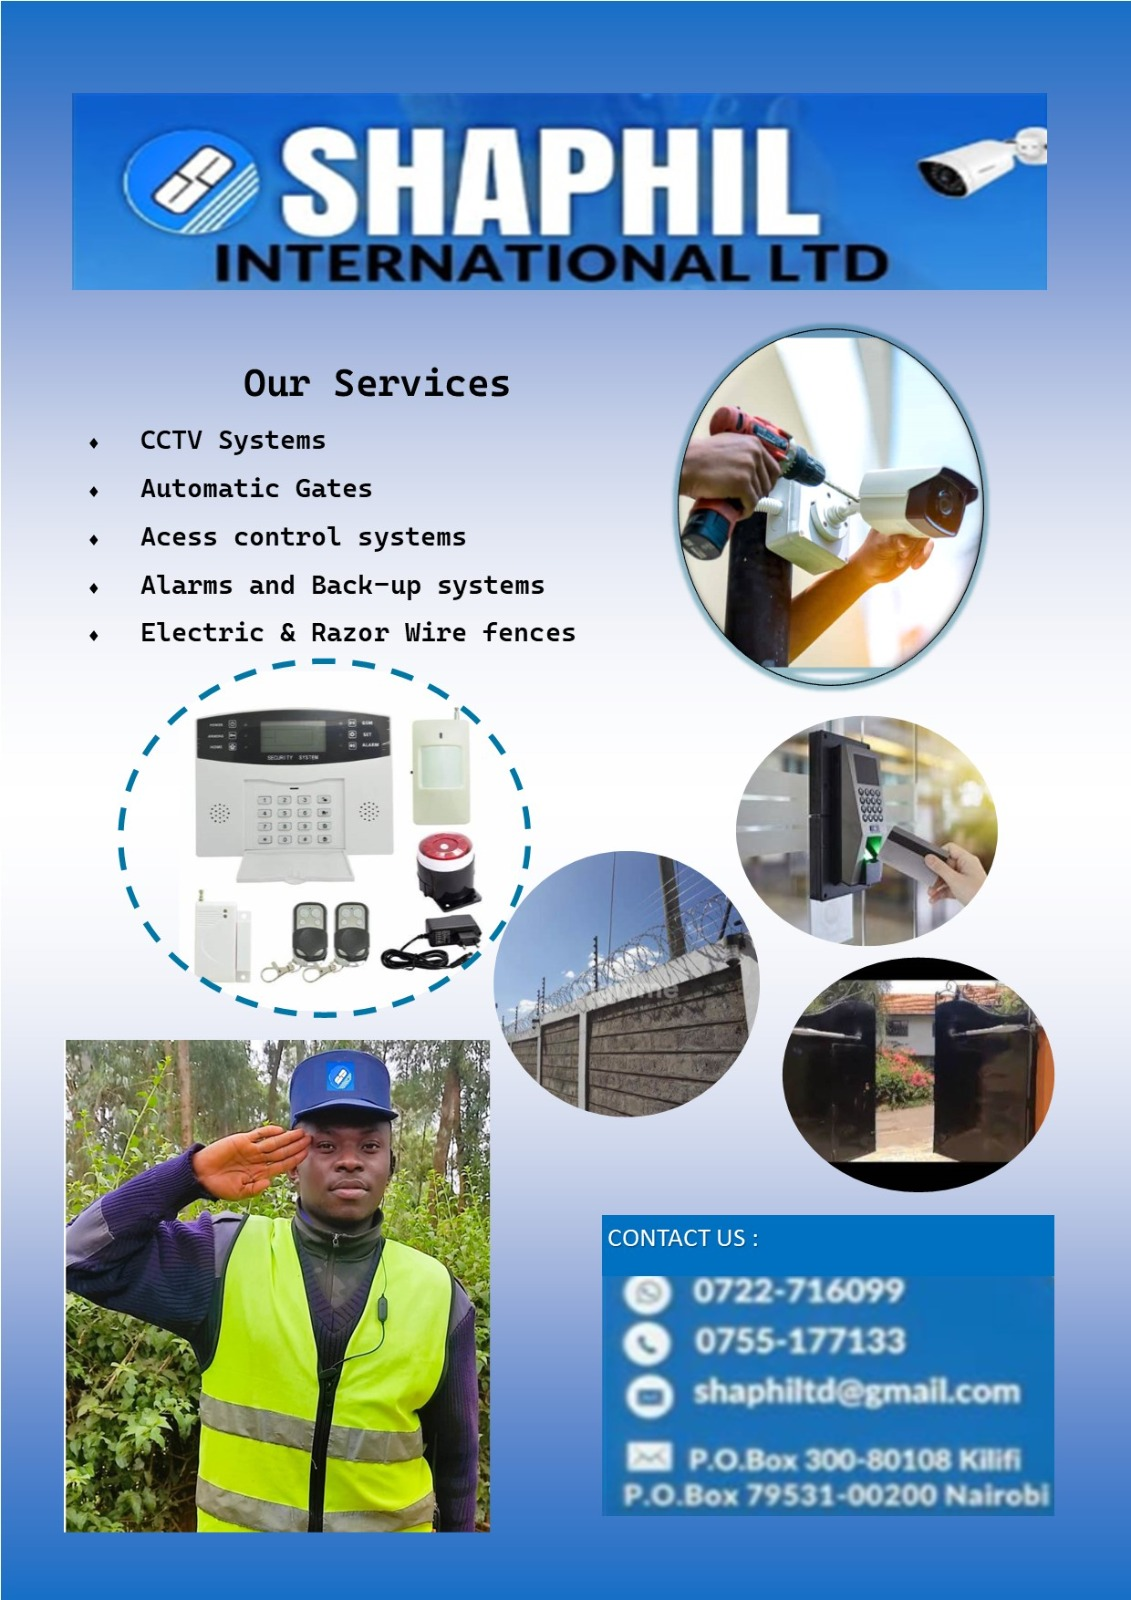 SHAPHIL
INTERNATIONAL LTD
Our Services
♦ CCTV Systems
♦ Automatic Gates
♦ Acess control systems
♦ Alarms and Back-up systems
♦ Electric & Razor Wire fences
SECURITY SYSTEM
CONTACT US :
0722-716099
0755-177133
shaphiltd@gmail.com
P.O.Box 300-80108 Kilifi
P.O.Box 79531-00200 Nairobi